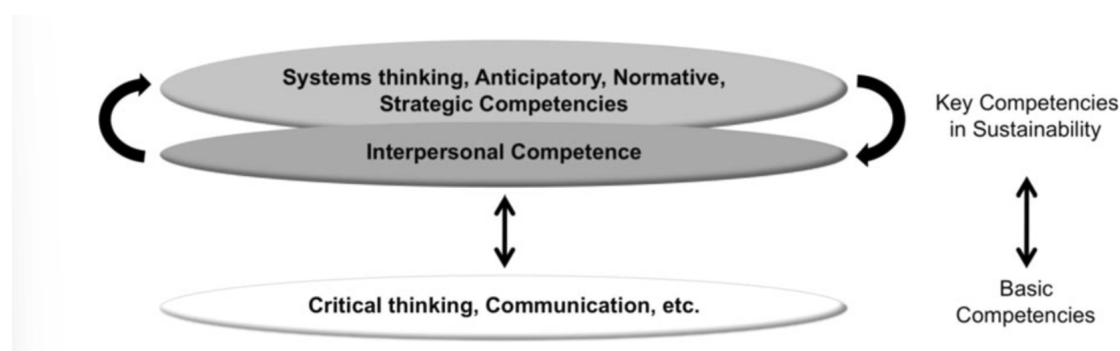 Systems thinking, Anticipatory, Normative,
Strategic Competencies
Interpersonal Competence
Key Competencies
in Sustainability
Critical thinking, Communication, etc.
Basic
Competencies